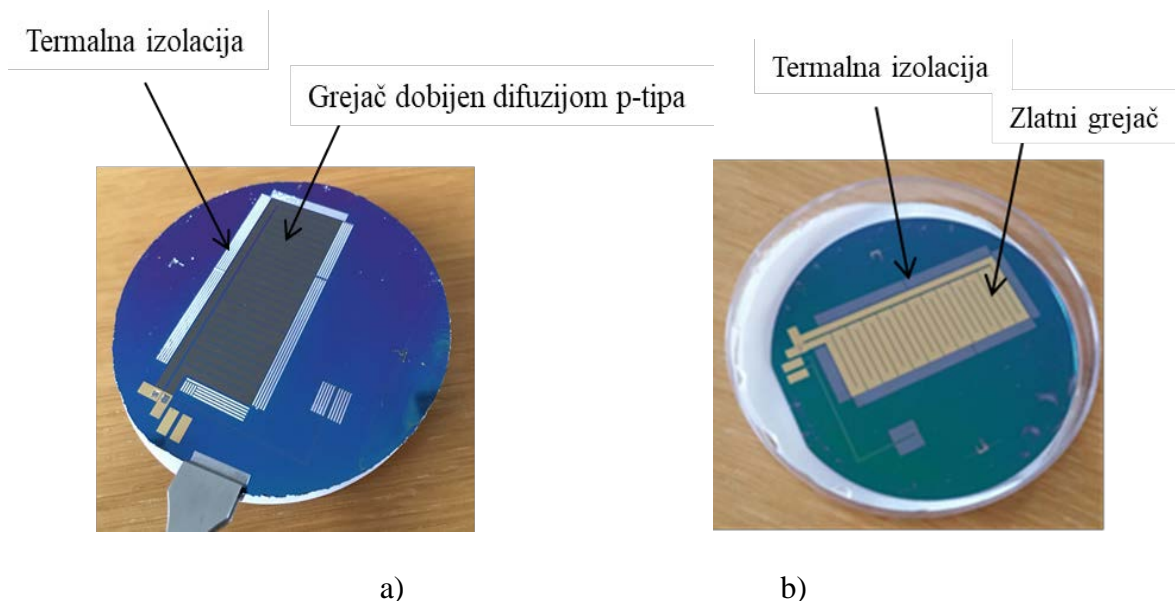 Termalna izolacija
Grejač dobijen difuzijom p-tipa
Termalna izolacija
Zlatni grejač
a)
b)